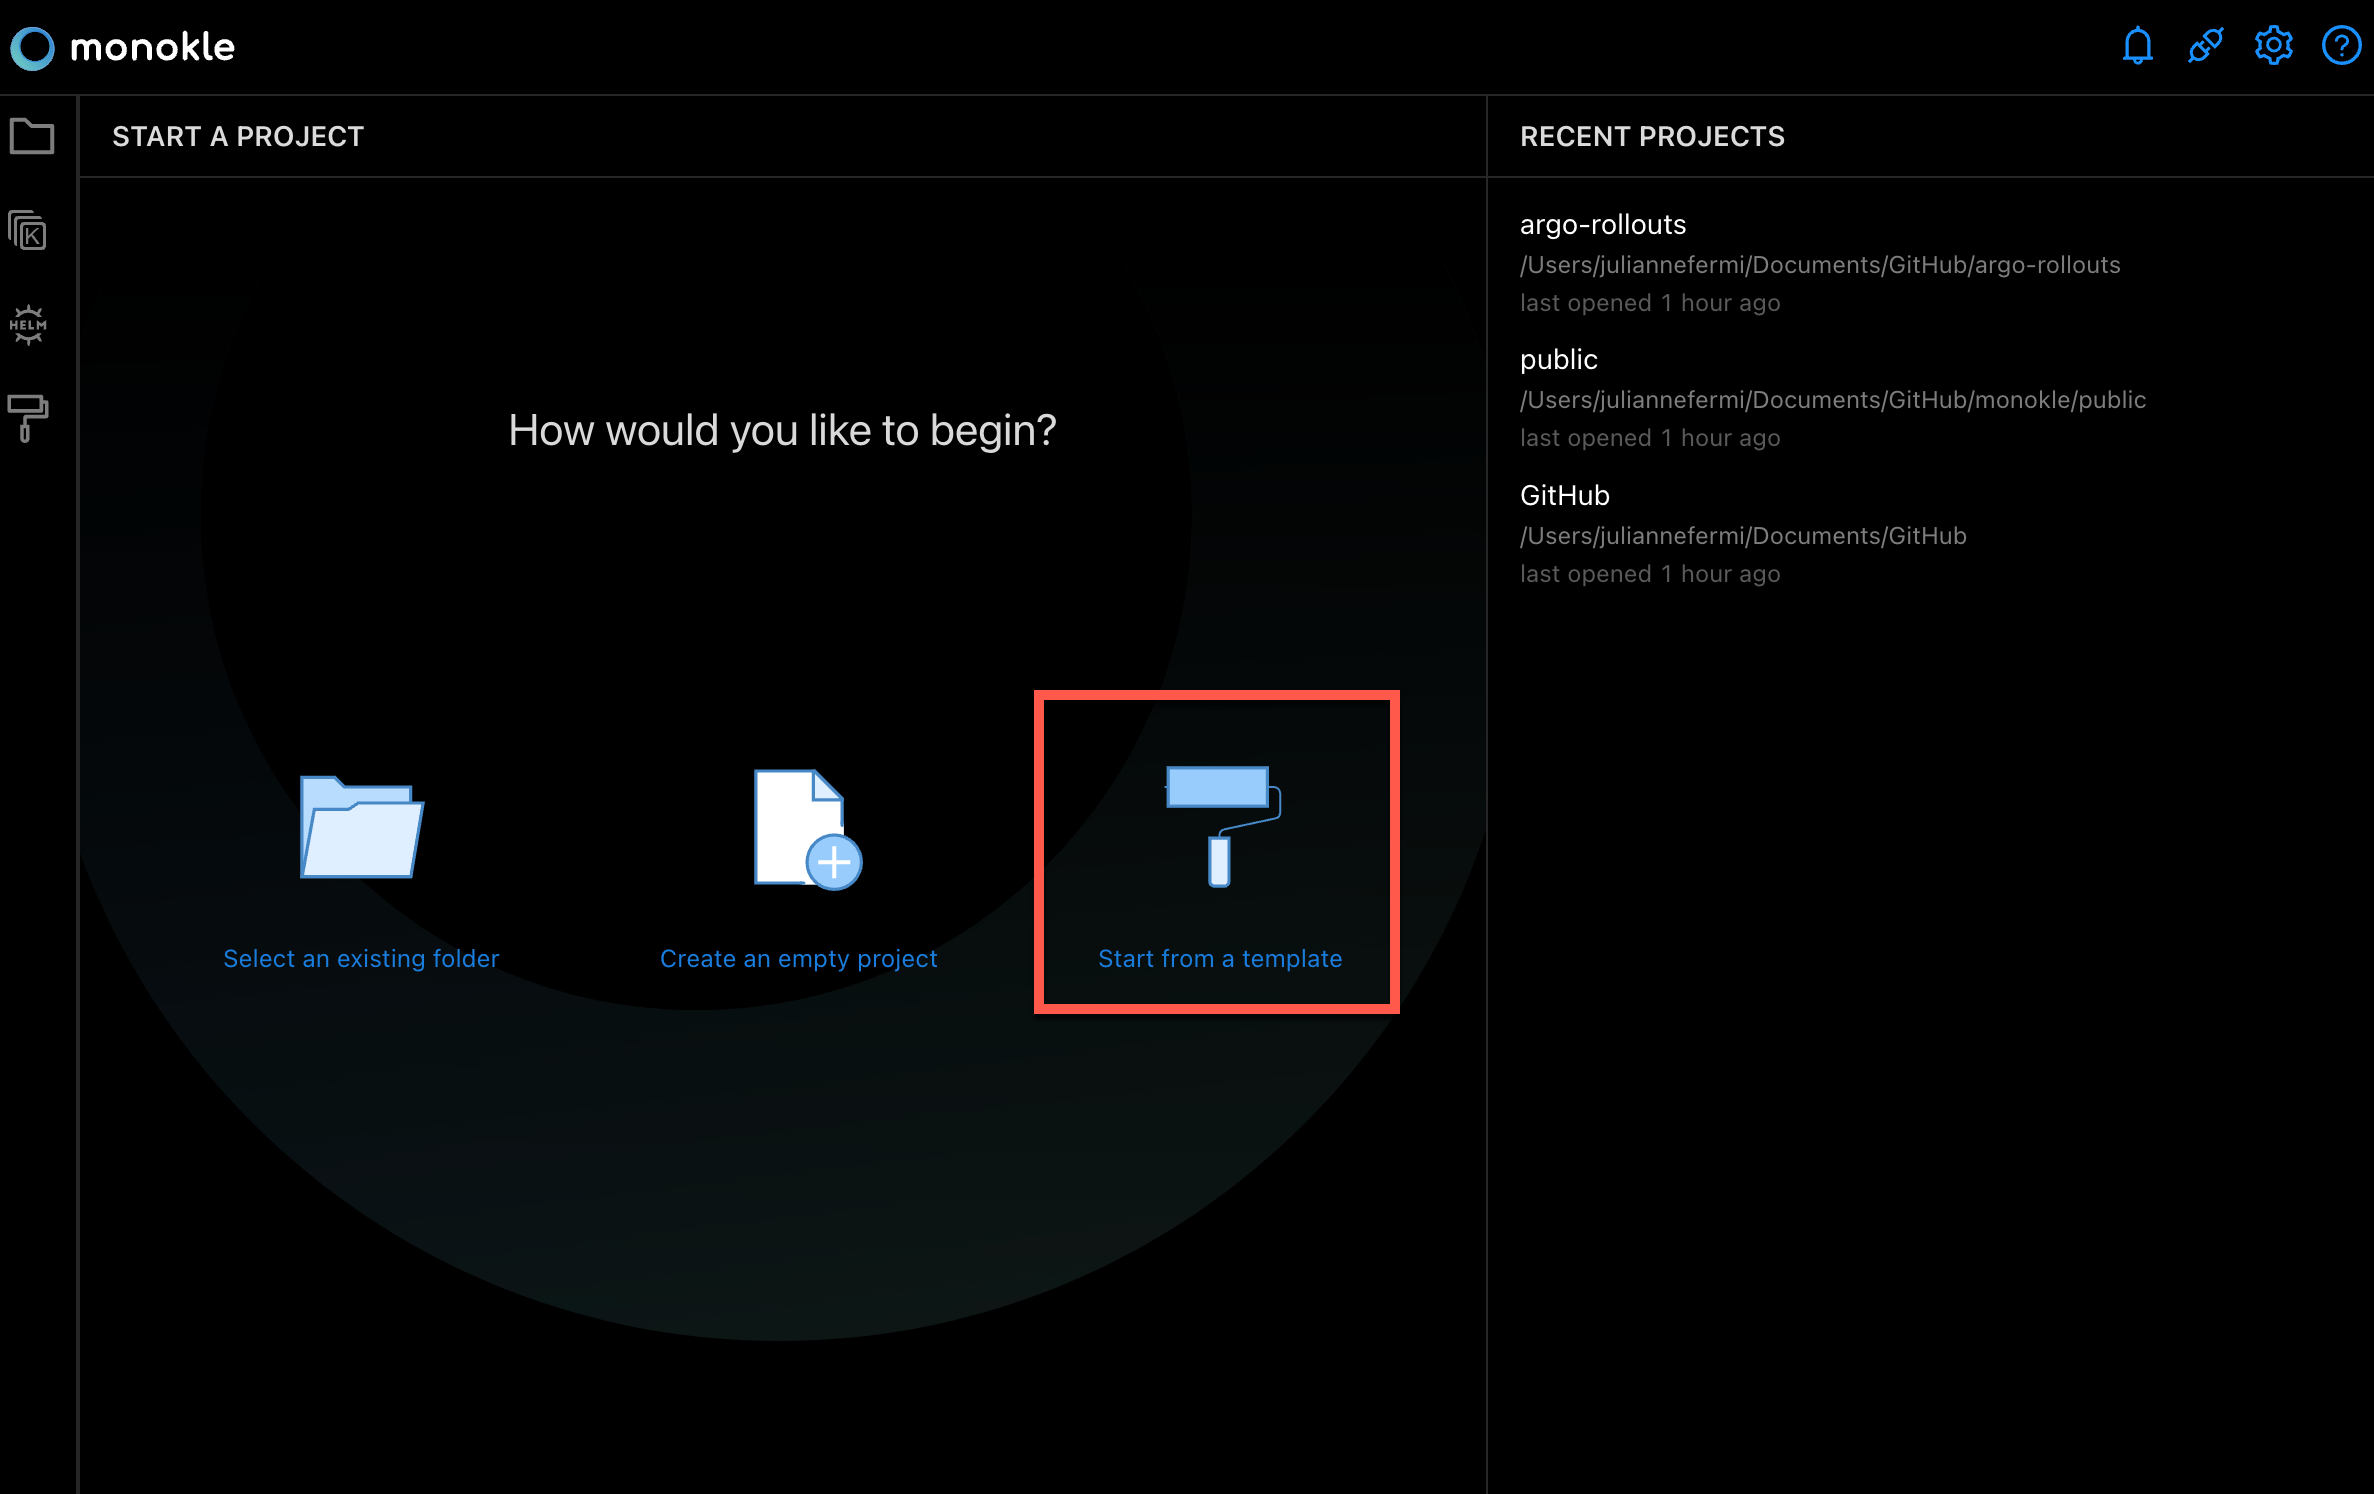 monokle
START A PROJECT
RECENT PROJECTS
K
HELM
How would you like to begin?
Select an existing folder
Create an empty project
Start from a template
argo-rollouts
/Users/juliannefermi/Documents/GitHub/argo-rollouts
last opened 1 hour ago
public
/Users/juliannefermi/Documents/GitHub/monokle/public
last opened 1 hour ago
GitHub
/Users/juliannefermi/Documents/GitHub
last opened 1 hour ago